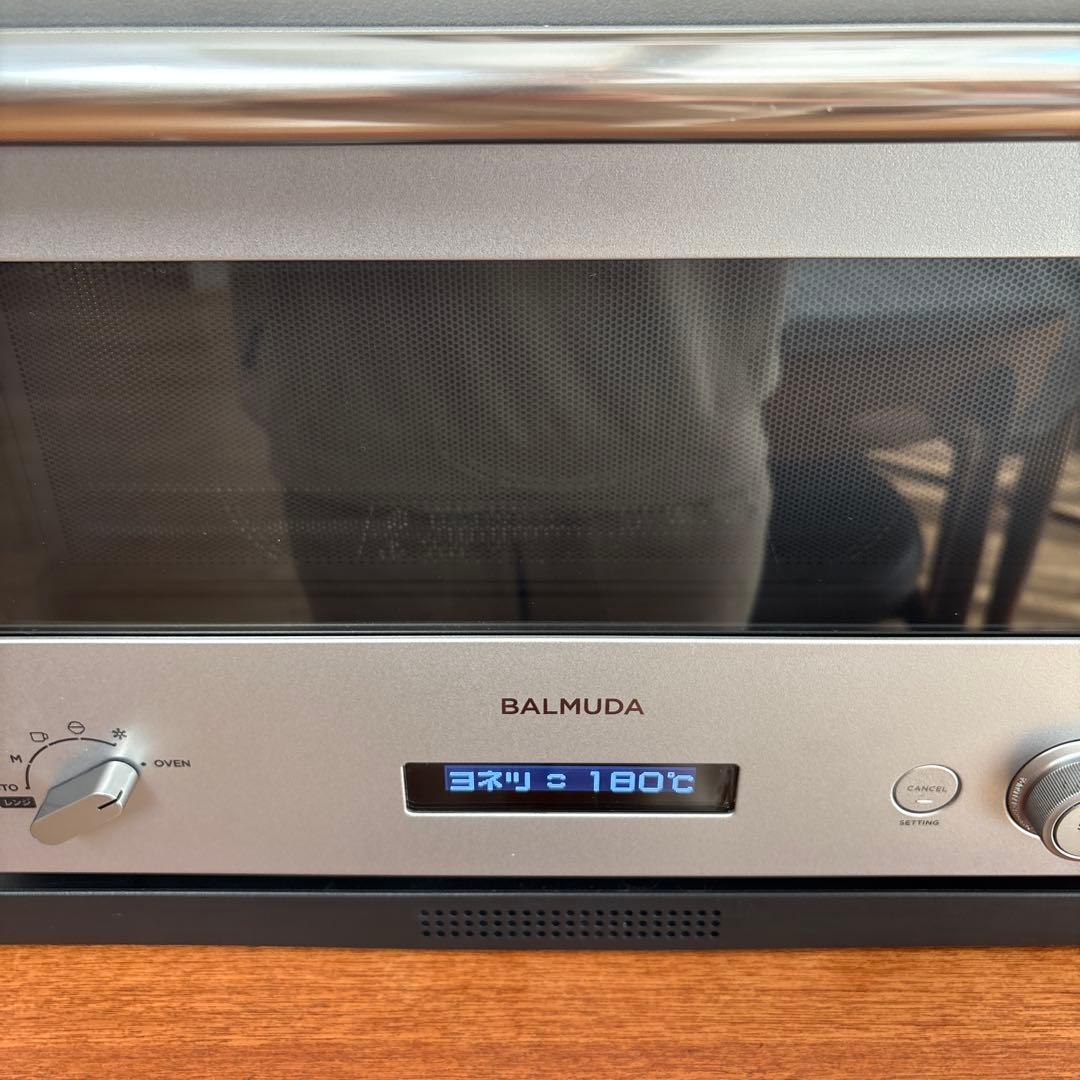 BALMUDA
M
OVEN
TO
レンジ
ヨネツ = 180℃
CANCEL
SETTING